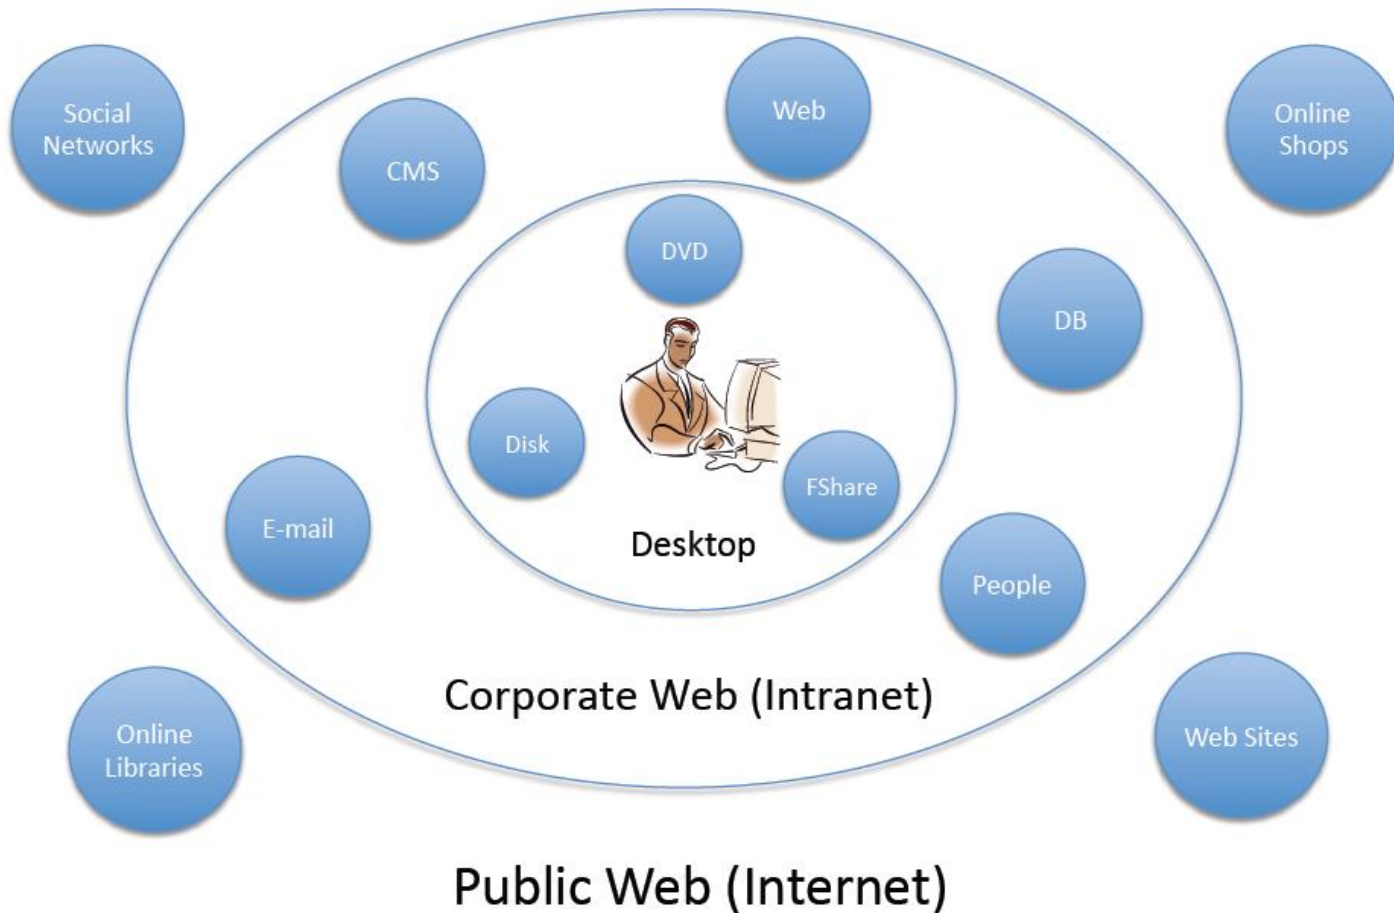 Social
Networks
CMS
Web
Online
Shops
DVD
DB
Disk
FShare
E-mail
Desktop
People
Corporate Web (Intranet)
Online
Libraries
Web Sites
Public Web (Internet)